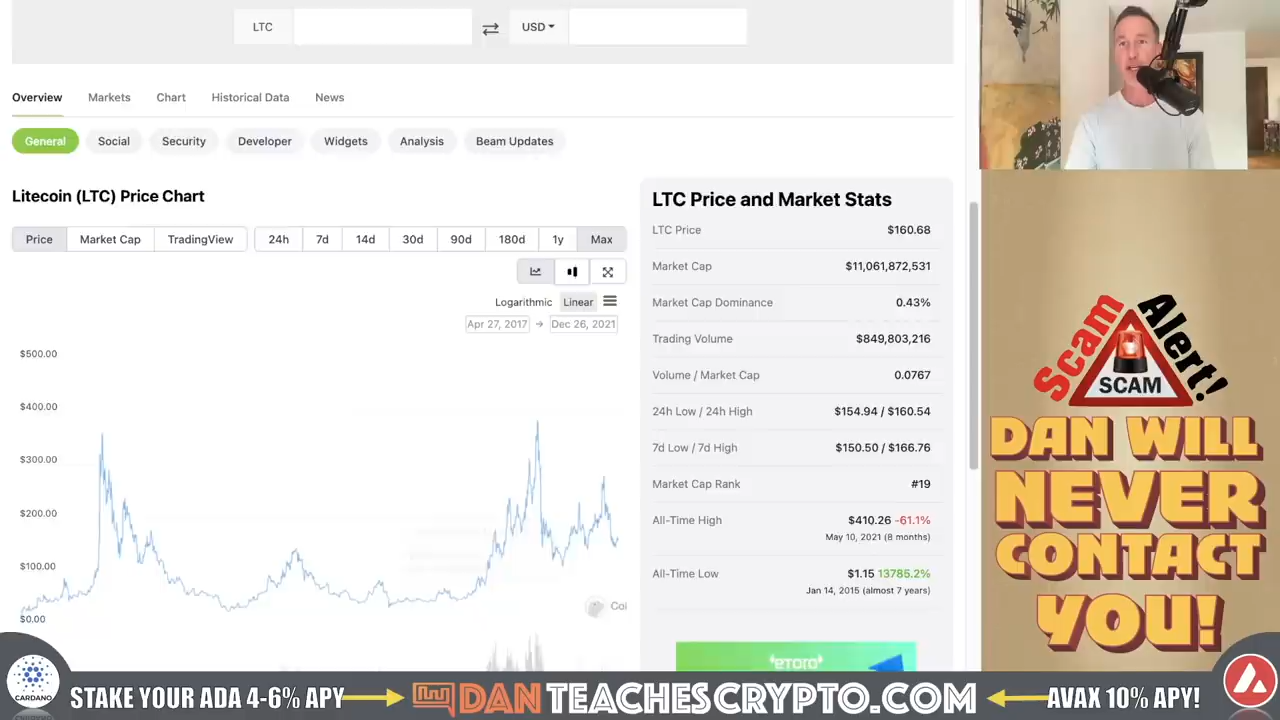 LTC
USD
Overview Markets Chart Historical Data News
General Social Security Developer Widgets Analysis Beam Updates
Litecoin (LTC) Price Chart
Price Market Cap TradingView 24h 7d 14d 30d 90d 180d 1y Max
Logarithmic Linear
Apr 27, 2017 → Dec 26, 2021
$500.00
$400.00
$300.00
$200.00
$100.00
$0.00
LTC Price and Market Stats
LTC Price $160.68
Market Cap $11,061,872,531
Market Cap Dominance 0.43%
Trading Volume $849,803,216
Volume / Market Cap 0.0767
24h Low / 24h High $154.94 / $160.54
7d Low / 7d High $150.50 / $166.76
Market Cap Rank #19
All-Time High $410.26 -61.1%
May 10, 2021 (8 months)
All-Time Low $1.15 13785.2%
Jan 14, 2015 (almost 7 years)
eToro
Scam Alert!
SCAM
DAN WILL
NEVER
CONTACT
YOU!
CARDANO
STAKE YOUR ADA 4-6% APY
DANTEACHESCRYPTO.COM
AVAX 10% APY!